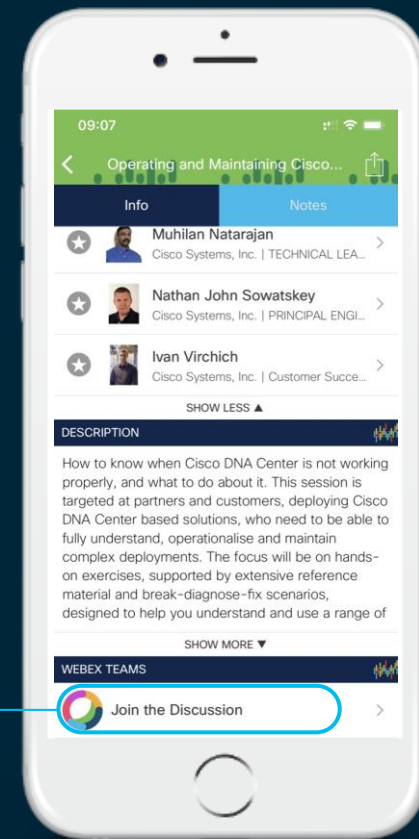 09:07
Operating and Maintaining Cisco...
Info
Notes
Muhilan Natarajan
Cisco Systems, Inc. | TECHNICAL LEA...
Nathan John Sowatskey
Cisco Systems, Inc. | PRINCIPAL ENGI...
Ivan Virchich
Cisco Systems, Inc. | Customer Succe...
SHOW LESS ▲
DESCRIPTION
How to know when Cisco DNA Center is not working
properly, and what to do about it. This session is
targeted at partners and customers, deploying Cisco
DNA Center based solutions, who need to be able to
fully understand, operationalise and maintain
complex deployments. The focus will be on hands-
on exercises, supported by extensive reference
material and break-diagnose-fix scenarios,
designed to help you understand and use a range of
SHOW MORE ▼
WEBEX TEAMS
Join the Discussion